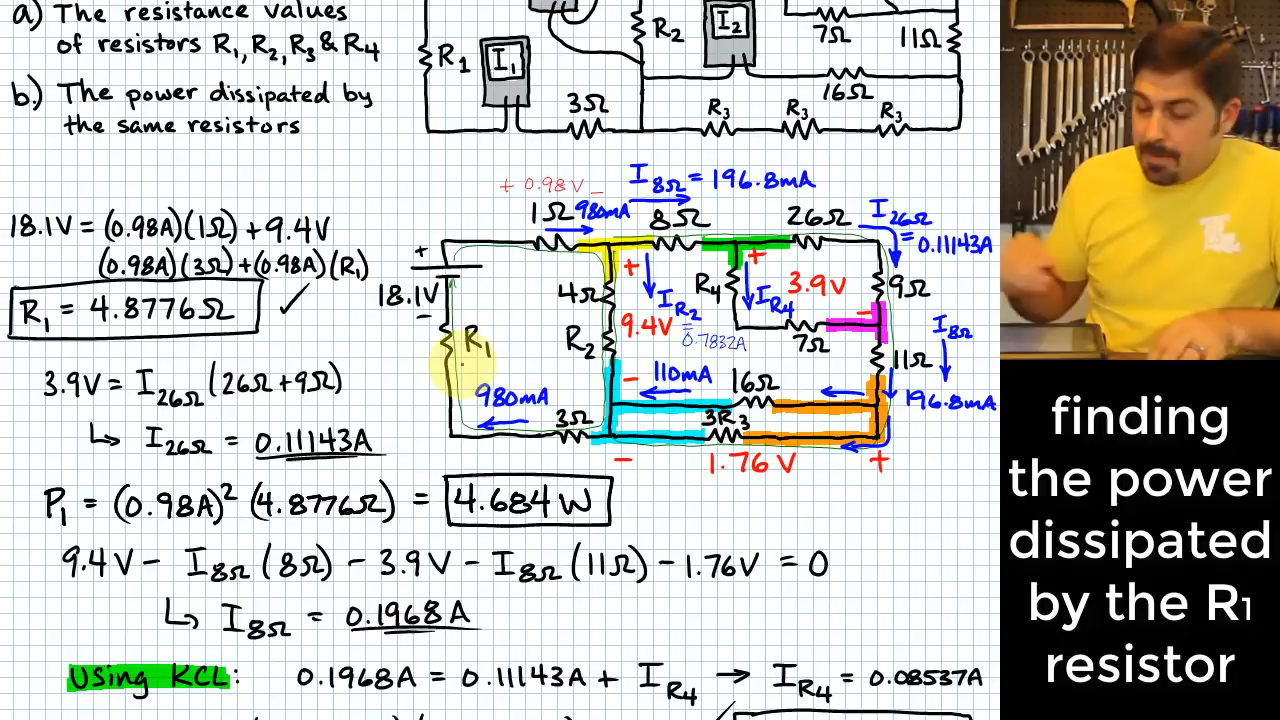 a) The resistance values
of resistors R1, R2, R3 & R4
b.) The power dissipated by
the same resistors
R1
I1
3Ω
R2
I2
7Ω
11Ω
16Ω
R3
R3
R3
+ 0.98V −
I8Ω = 196.8mA
1Ω
980mA
8Ω
26Ω
I26Ω
= 0.11143A
18.1V = (0.98A)(1Ω) + 9.4V
(0.98A)(3Ω) + (0.98A)(R1)
R1 = 4.8776Ω ✓
+
18.1V
−
R1
4Ω
R2
+
9.4V
−
IR2
= 0.7832A
R4
+
IR4
3.9V
−
9Ω
7Ω
11Ω
I8Ω
196.8mA
110mA
16Ω
980mA
3Ω
3R3
−
1.76V
+
3.9V = I26Ω (26Ω + 9Ω)
↳ I26Ω = 0.11143A
P1 = (0.98A)² (4.8776Ω) = 4.684W
9.4V − I8Ω (8Ω) − 3.9V − I8Ω (11Ω) − 1.76V = 0
↳ I8Ω = 0.1968A
Using KCL: 0.1968A = 0.11143A + IR4 → IR4 = 0.08537A
finding
the power
dissipated
by the R1
resistor